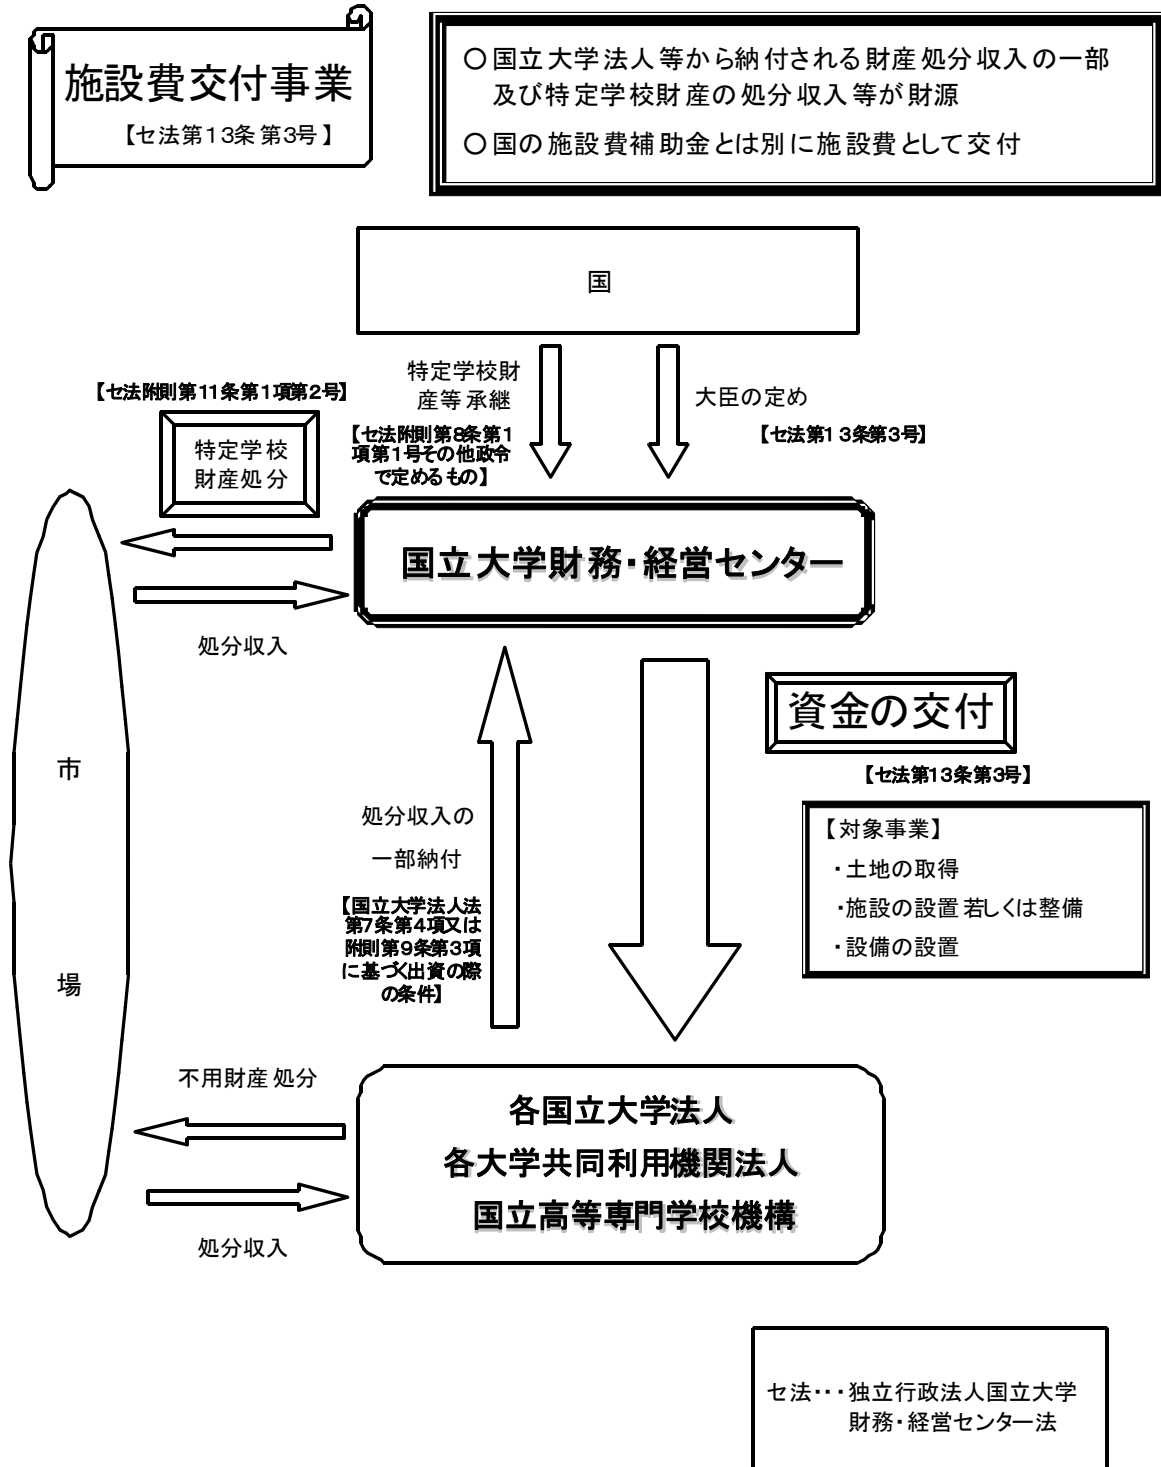 施設費交付事業
【セ法第13条第3号】
○国立大学法人等から納付される財産処分収入の一部
及び特定学校財産の処分収入等が財源
○国の施設費補助金とは別に施設費として交付
国
特定学校財
産等承継
【セ法附則第8条第1
項第1号その他政令
で定めるもの】
大臣の定め
【セ法第13条第3号】
【セ法附則第11条第1項第2号】
特定学校
財産処分
国立大学財務・経営センター
処分収入
市
場
資金の交付
【セ法第13条第3号】
【対象事業】
・土地の取得
・施設の設置若しくは整備
・設備の設置
処分収入の
一部納付
【国立大学法人法
第7条第4項又は
附則第9条第3項
に基づく出資の際
の条件】
不用財産処分
処分収入
各国立大学法人
各大学共同利用機関法人
国立高等専門学校機構
セ法・・・独立行政法人国立大学
財務・経営センター法